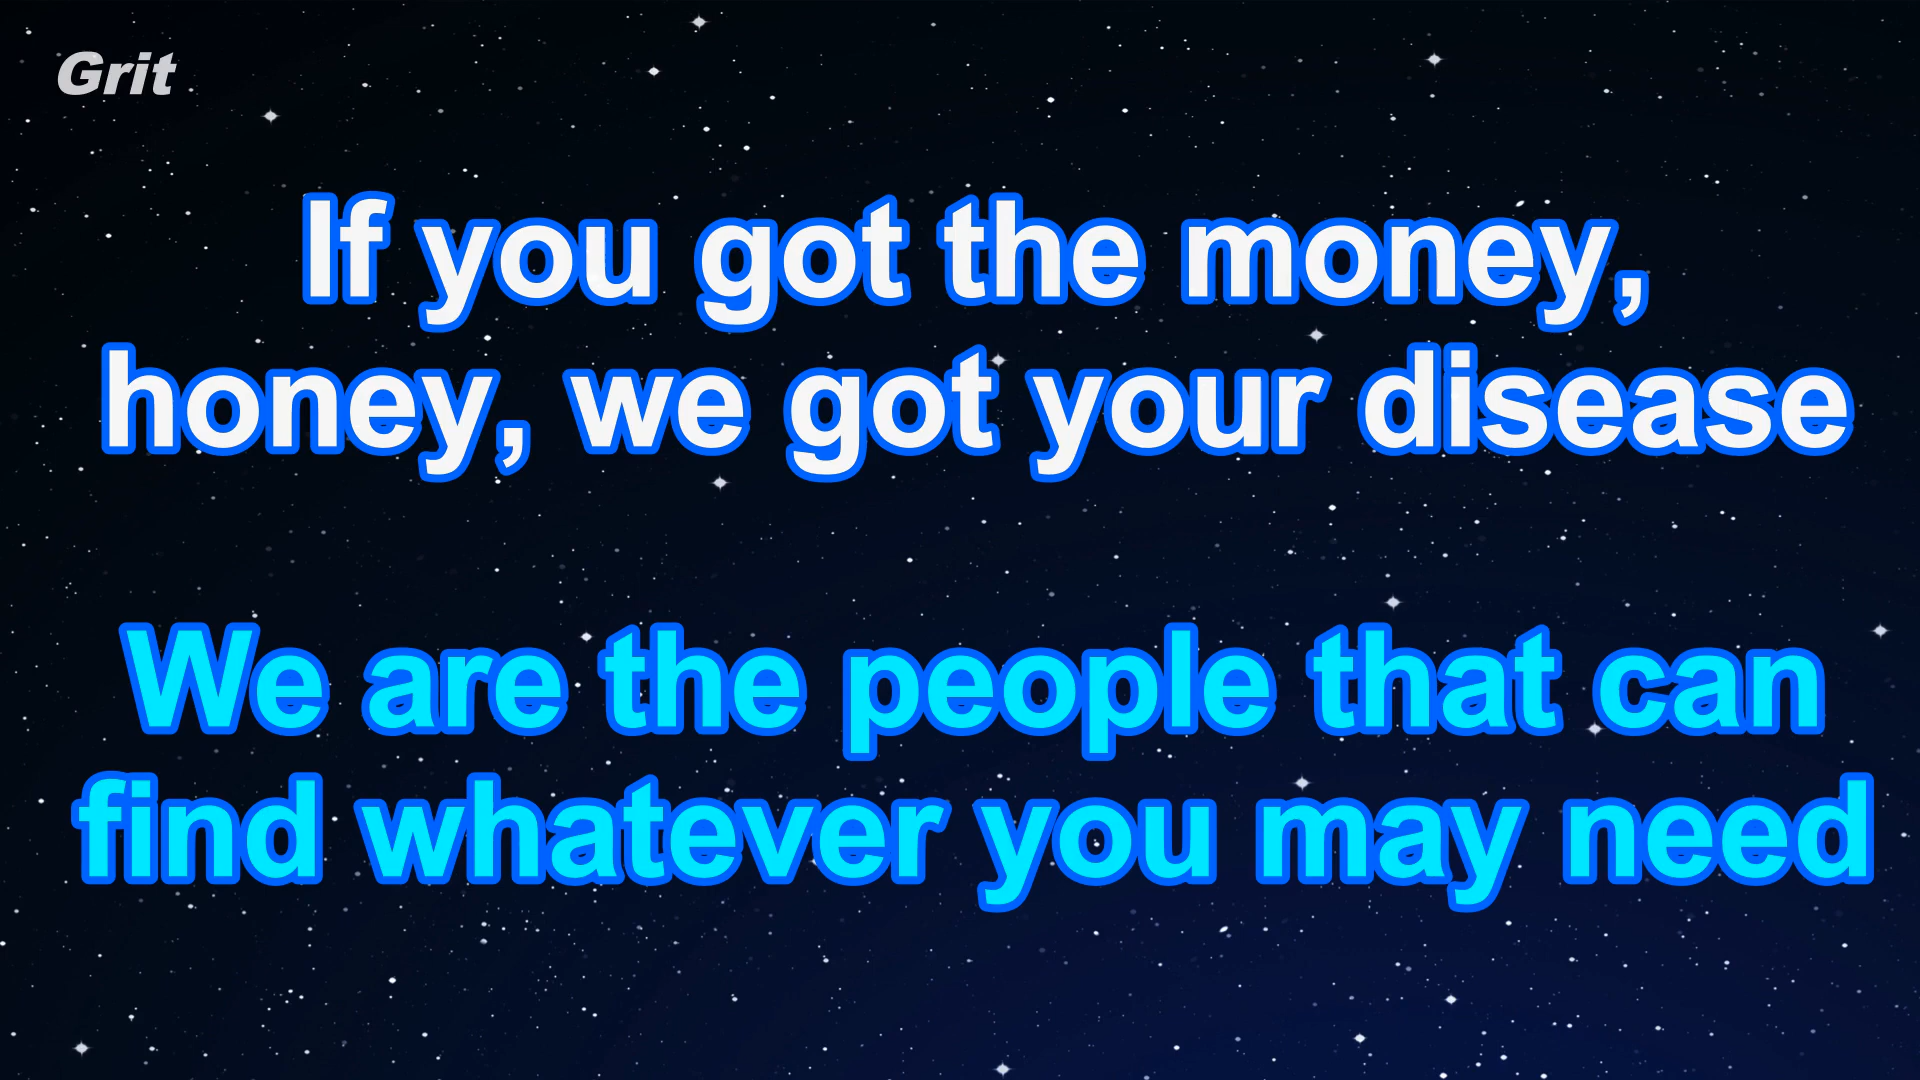 Grit
If you got the money,
honey, we got your disease
We are the people that can
find whatever you may need